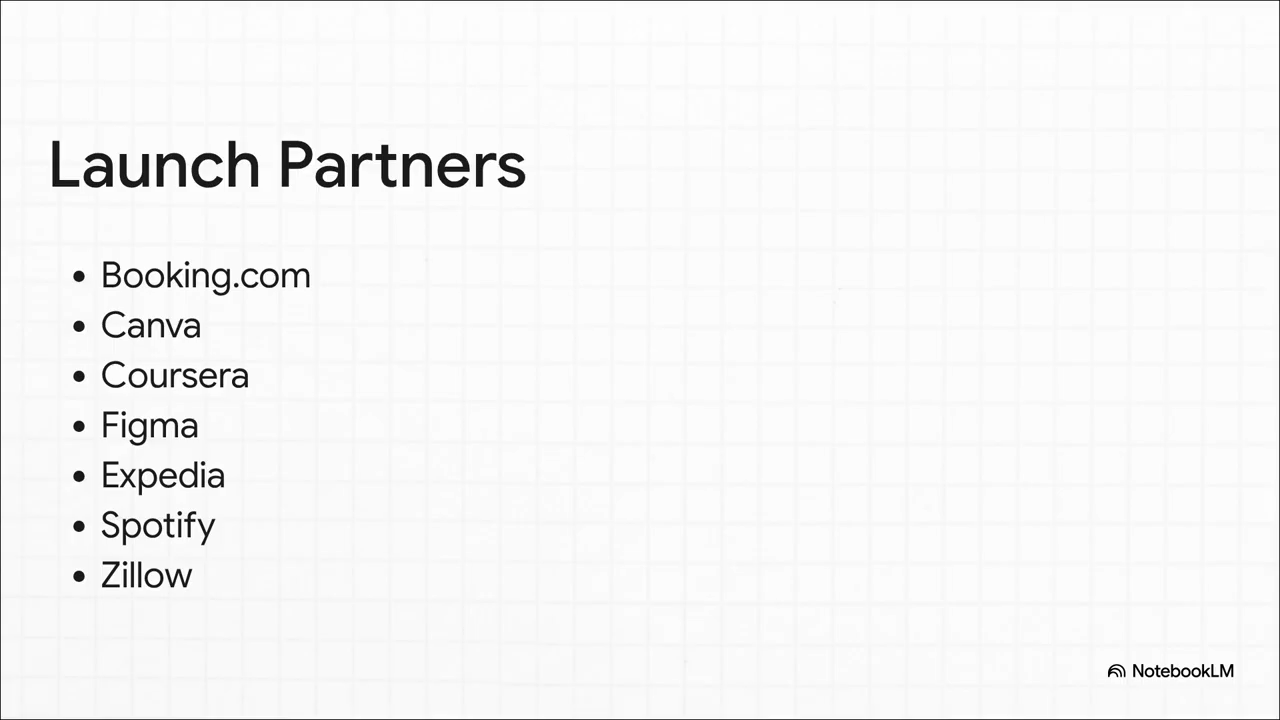 Launch Partners
• Booking.com
• Canva
• Coursera
• Figma
• Expedia
• Spotify
• Zillow
NotebookLM